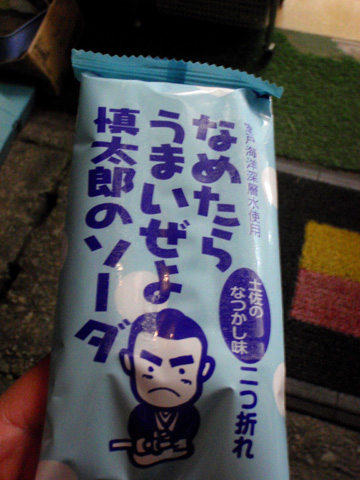 室戸海洋深層水使用
なめたら
うまいぜよ
慎太郎のソーダ
土佐の
なつかし味
二つ折れ